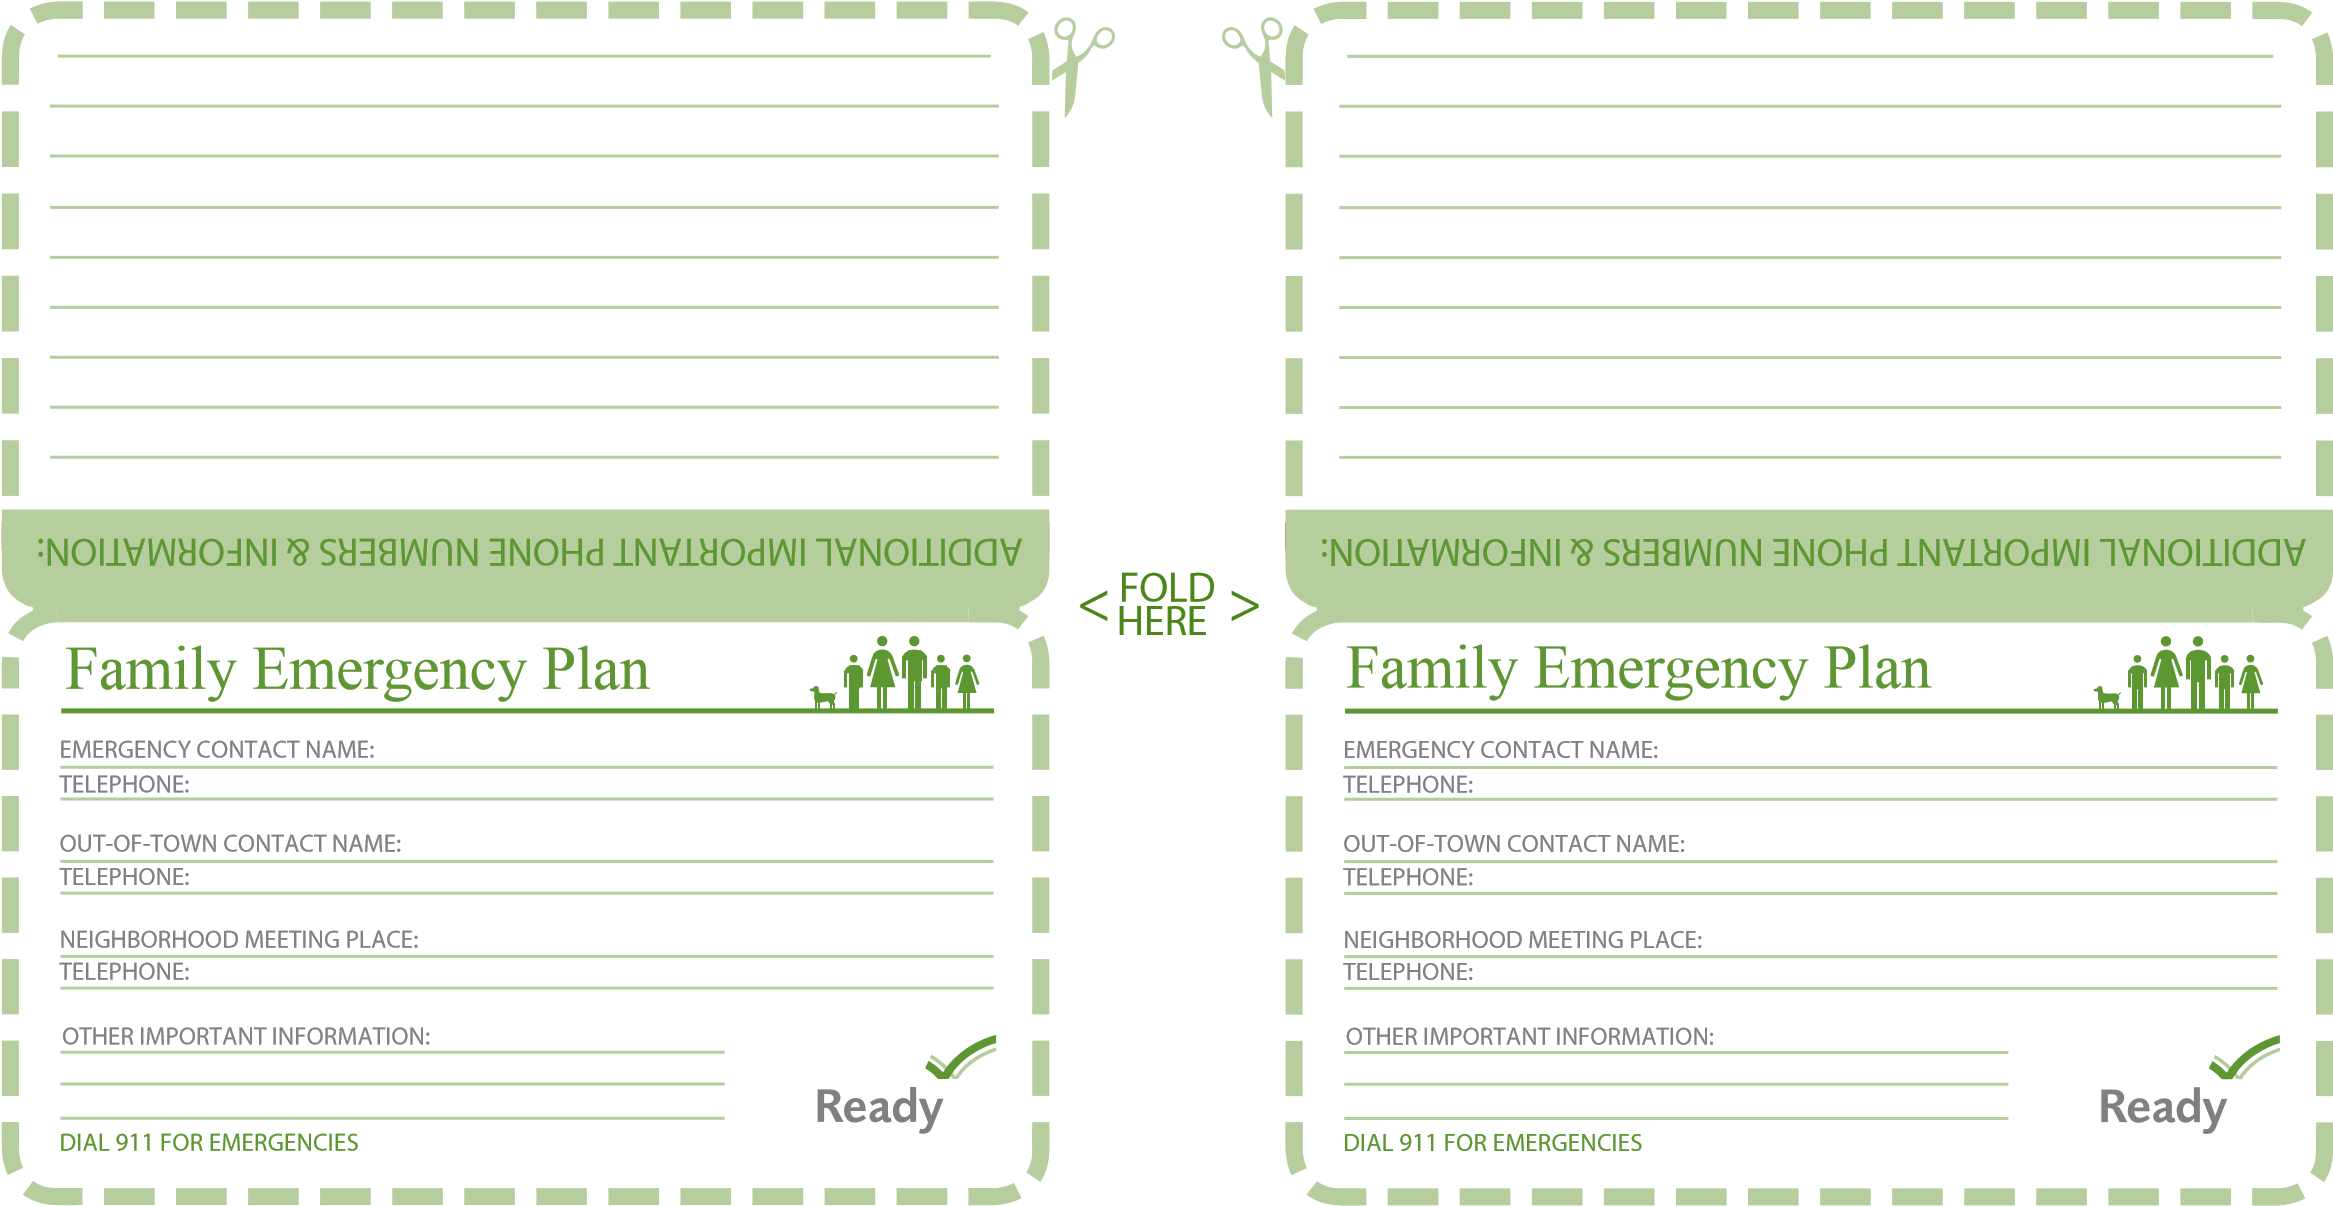 ADDITIONAL IMPORTANT PHONE NUMBERS & INFORMATION:
Family Emergency Plan
EMERGENCY CONTACT NAME:
TELEPHONE:
OUT-OF-TOWN CONTACT NAME:
TELEPHONE:
NEIGHBORHOOD MEETING PLACE:
TELEPHONE:
OTHER IMPORTANT INFORMATION:
Ready
DIAL 911 FOR EMERGENCIES
< FOLD >
HERE
ADDITIONAL IMPORTANT PHONE NUMBERS & INFORMATION:
Family Emergency Plan
EMERGENCY CONTACT NAME:
TELEPHONE:
OUT-OF-TOWN CONTACT NAME:
TELEPHONE:
NEIGHBORHOOD MEETING PLACE:
TELEPHONE:
OTHER IMPORTANT INFORMATION:
Ready
DIAL 911 FOR EMERGENCIES